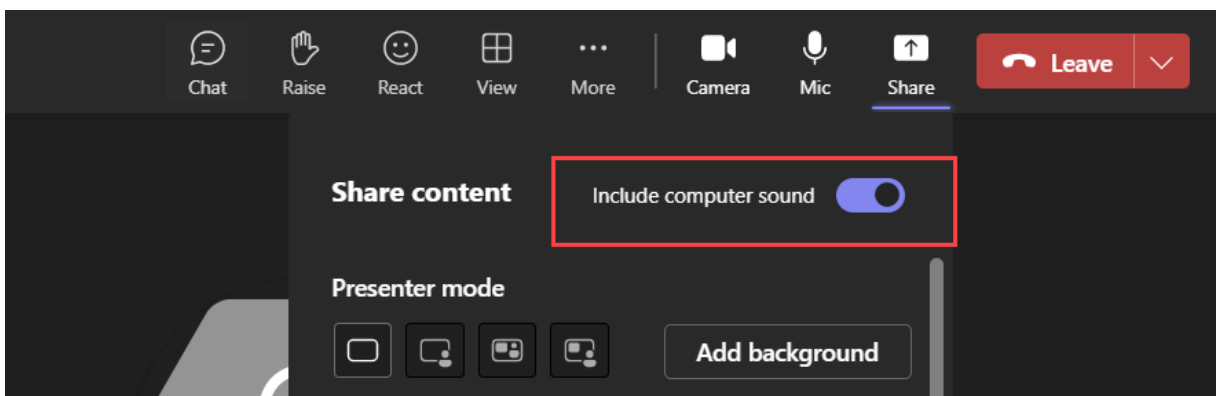 Chat Raise React View More Camera Mic Share Leave
Share content Include computer sound
Presenter mode
Add background